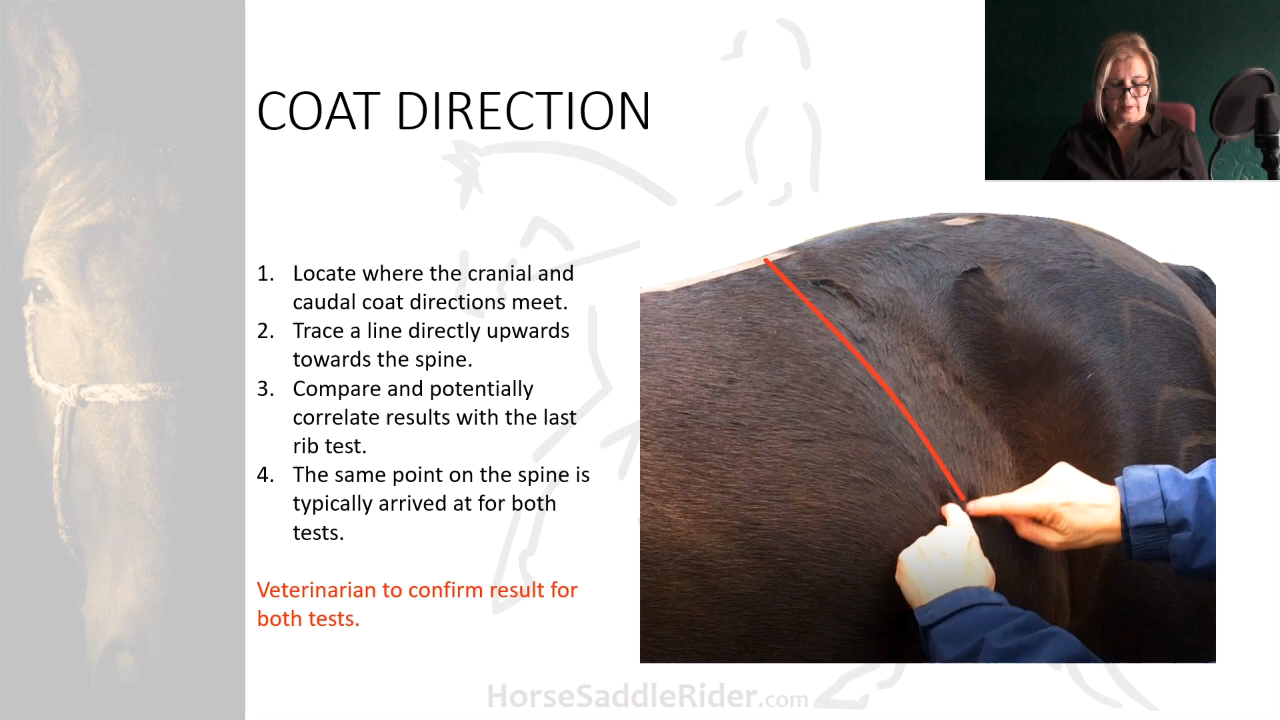 COAT DIRECTION
1. Locate where the cranial and
caudal coat directions meet.
2. Trace a line directly upwards
towards the spine.
3. Compare and potentially
correlate results with the last
rib test.
4. The same point on the spine is
typically arrived at for both
tests.
Veterinarian to confirm result for
both tests.
HorseSaddleRider.com